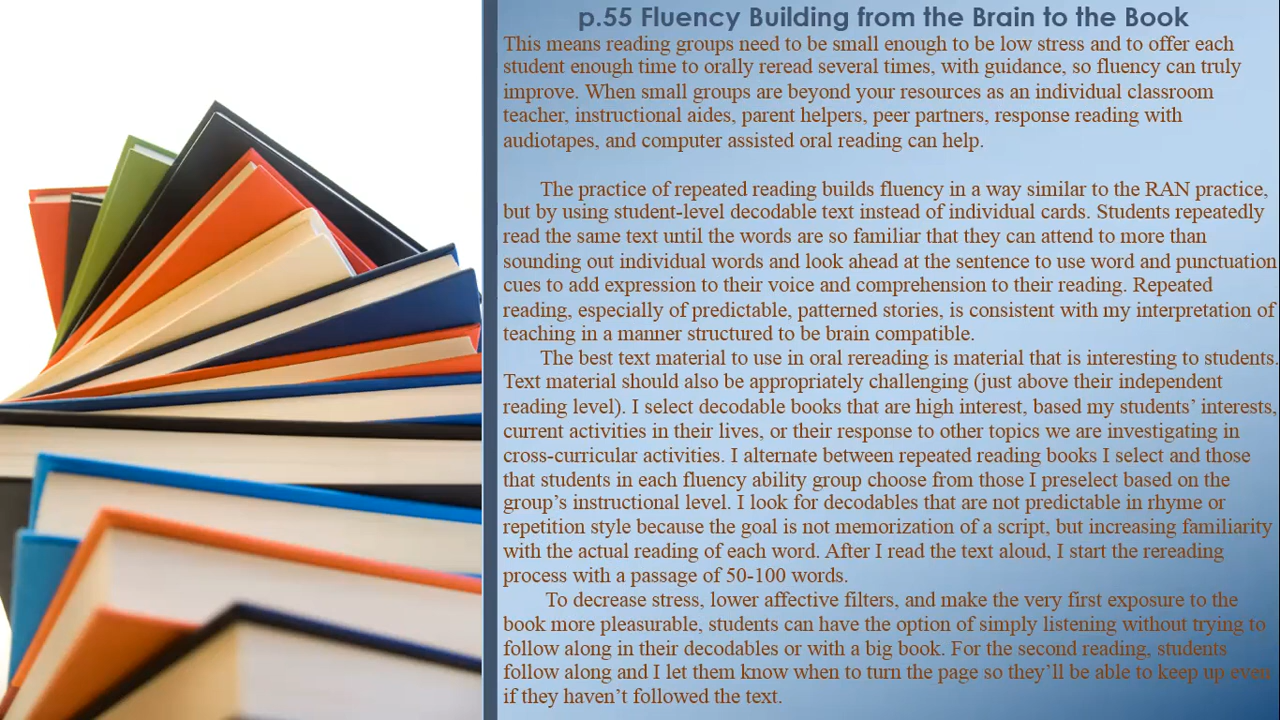 p.55 Fluency Building from the Brain to the Book
This means reading groups need to be small enough to be low stress and to offer each
student enough time to orally reread several times, with guidance, so fluency can truly
improve. When small groups are beyond your resources as an individual classroom
teacher, instructional aides, parent helpers, peer partners, response reading with
audiotapes, and computer assisted oral reading can help.
The practice of repeated reading builds fluency in a way similar to the RAN practice,
but by using student-level decodable text instead of individual cards. Students repeatedly
read the same text until the words are so familiar that they can attend to more than
sounding out individual words and look ahead at the sentence to use word and punctuation
cues to add expression to their voice and comprehension to their reading. Repeated
reading, especially of predictable, patterned stories, is consistent with my interpretation of
teaching in a manner structured to be brain compatible.
The best text material to use in oral rereading is material that is interesting to students.
Text material should also be appropriately challenging (just above their independent
reading level). I select decodable books that are high interest, based my students’ interests,
current activities in their lives, or their response to other topics we are investigating in
cross-curricular activities. I alternate between repeated reading books I select and those
that students in each fluency ability group choose from those I preselect based on the
group’s instructional level. I look for decodables that are not predictable in rhyme or
repetition style because the goal is not memorization of a script, but increasing familiarity
with the actual reading of each word. After I read the text aloud, I start the rereading
process with a passage of 50-100 words.
To decrease stress, lower affective filters, and make the very first exposure to the
book more pleasurable, students can have the option of simply listening without trying to
follow along in their decodables or with a big book. For the second reading, students
follow along and I let them know when to turn the page so they’ll be able to keep up even
if they haven’t followed the text.